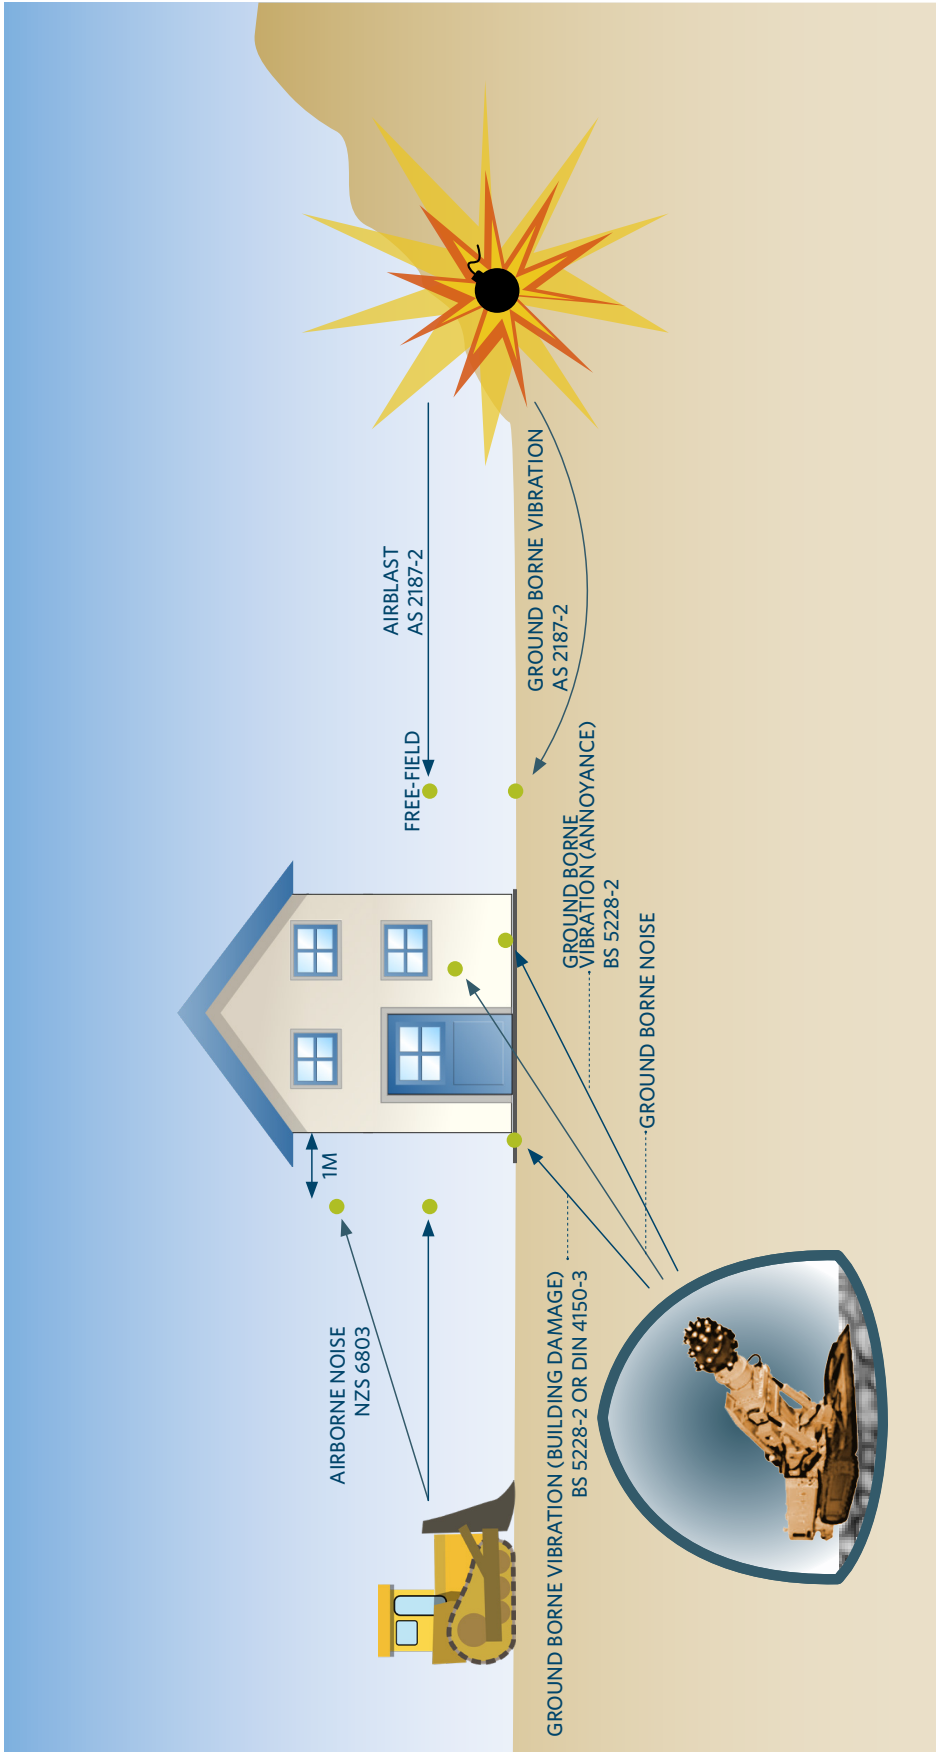 AIRBORNE NOISE
NZS 6803
1M
FREE-FIELD
AIRBLAST
AS 2187-2
GROUND BORNE VIBRATION
AS 2187-2
GROUND BORNE VIBRATION (BUILDING DAMAGE)
BS 5228-2 OR DIN 4150-3
GROUND BORNE
VIBRATION (ANNOYANCE)
BS 5228-2
GROUND BORNE NOISE